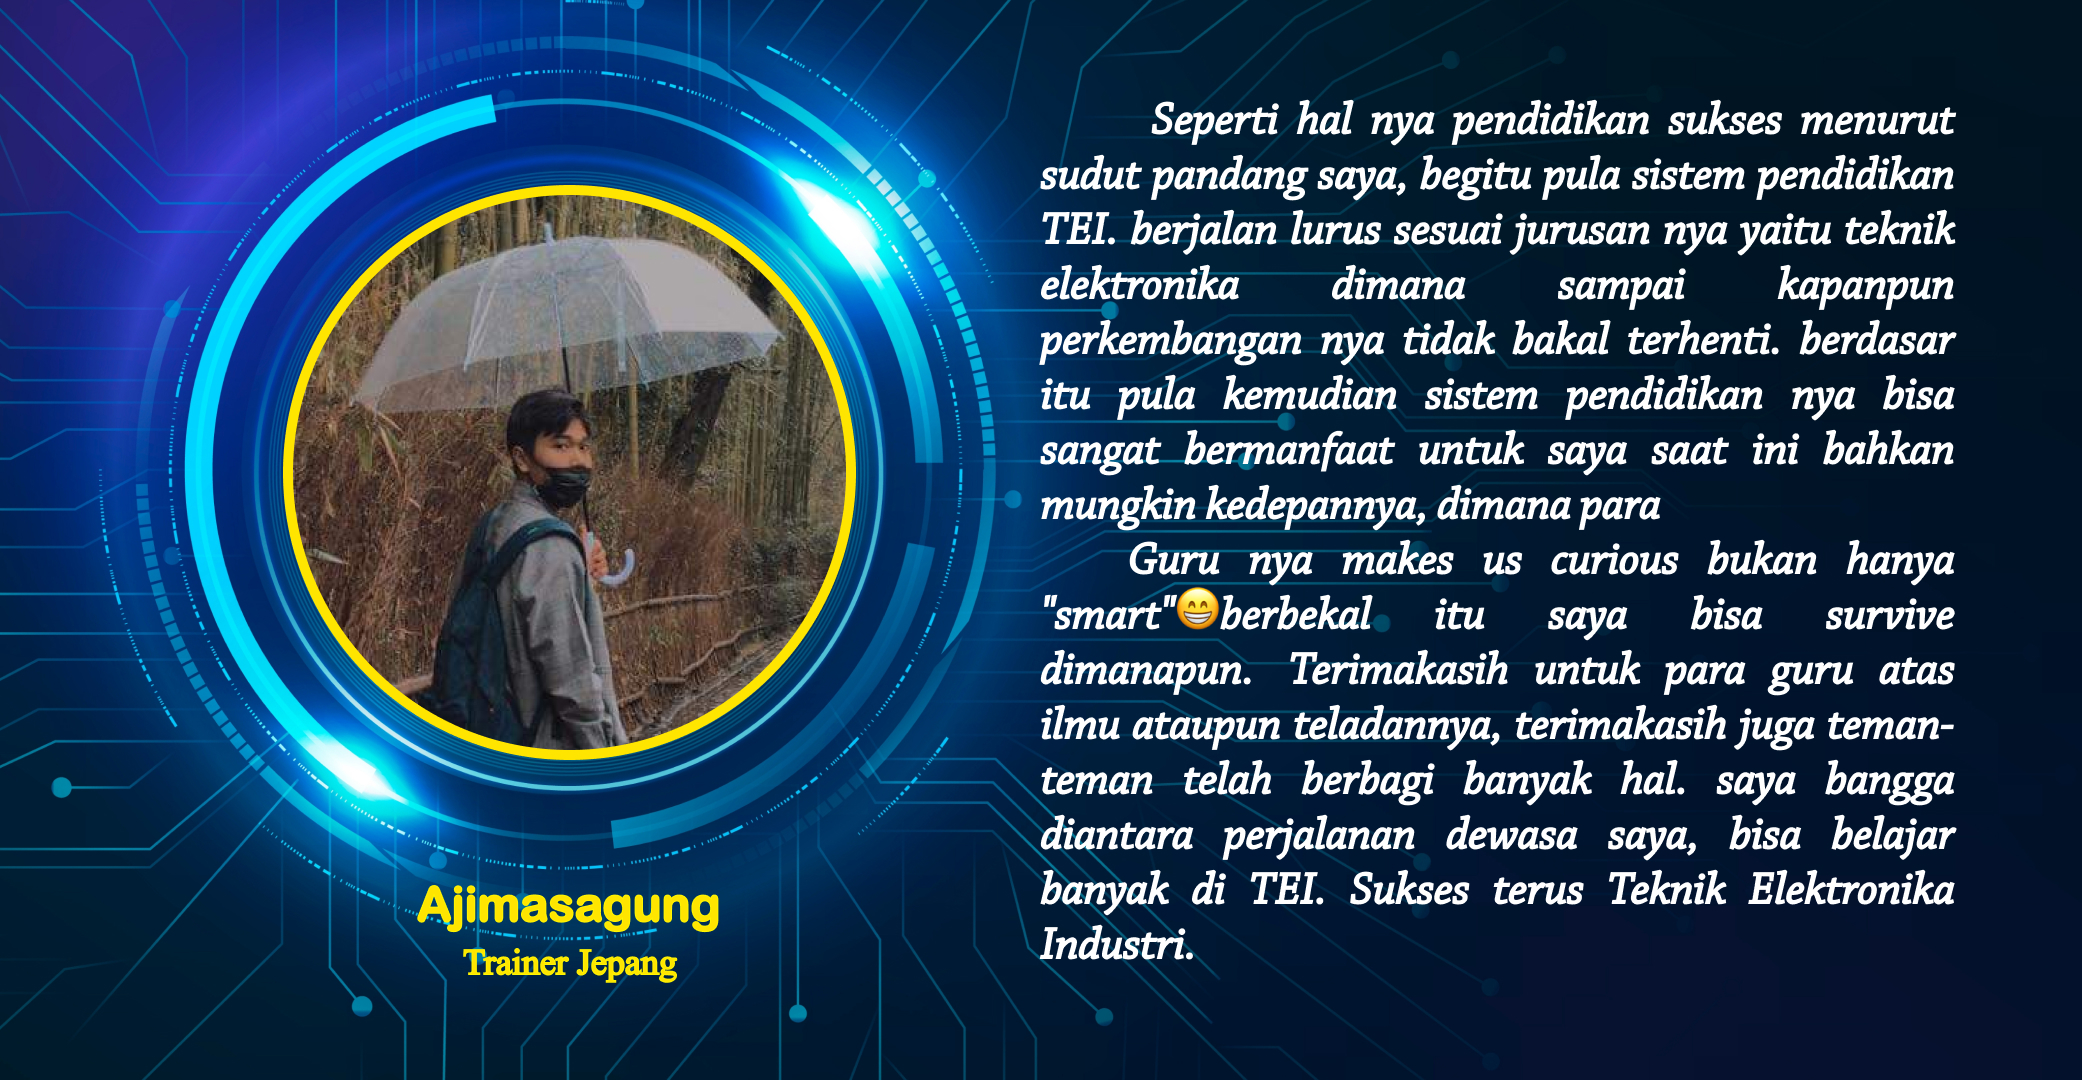 Seperti hal nya pendidikan sukses menurut
sudut pandang saya, begitu pula sistem pendidikan
TEI. berjalan lurus sesuai jurusan nya yaitu teknik
elektronika dimana sampai kapanpun
perkembangan nya tidak bakal terhenti. berdasar
itu pula kemudian sistem pendidikan nya bisa
sangat bermanfaat untuk saya saat ini bahkan
mungkin kedepannya, dimana para
Guru nya makes us curious bukan hanya
"smart"😁berbekal itu saya bisa survive
dimanapun. Terimakasih untuk para guru atas
ilmu ataupun teladannya, terimakasih juga teman-
teman telah berbagi banyak hal. saya bangga
diantara perjalanan dewasa saya, bisa belajar
banyak di TEI. Sukses terus Teknik Elektronika
Industri.
Ajimasagung
Trainer Jepang